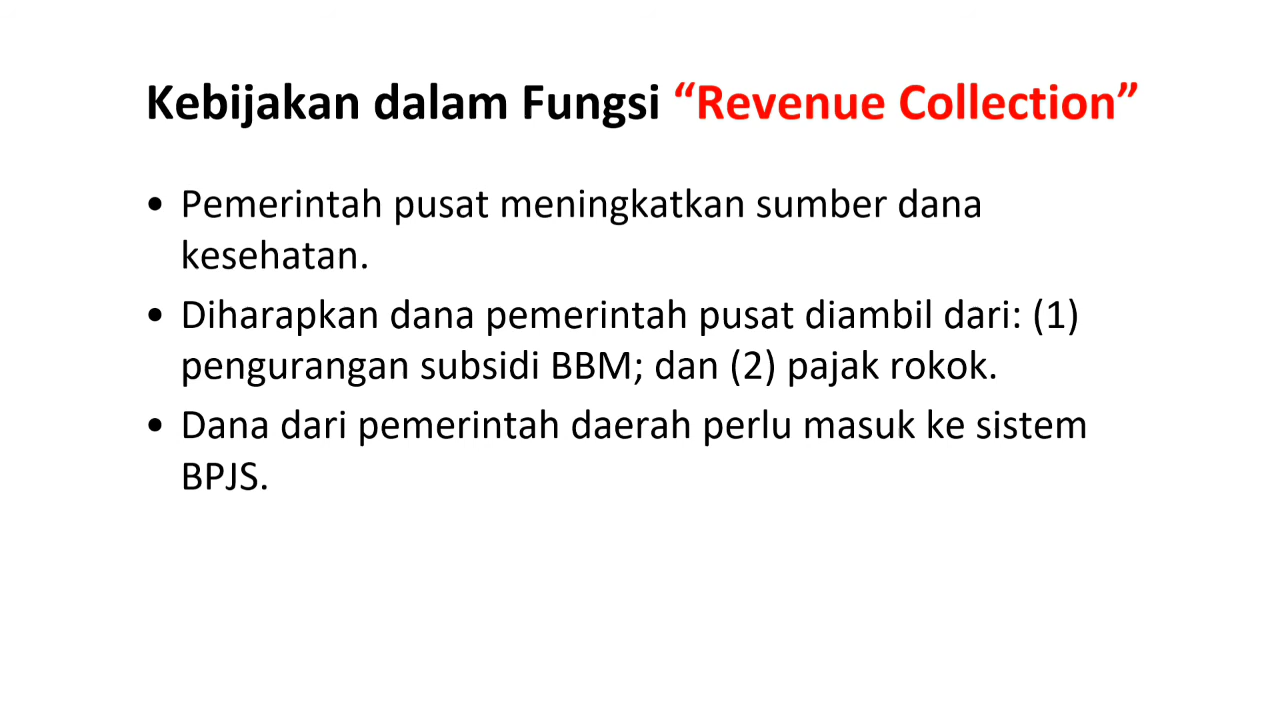 Kebijakan dalam Fungsi “Revenue Collection”
• Pemerintah pusat meningkatkan sumber dana
kesehatan.
• Diharapkan dana pemerintah pusat diambil dari: (1)
pengurangan subsidi BBM; dan (2) pajak rokok.
• Dana dari pemerintah daerah perlu masuk ke sistem
BPJS.